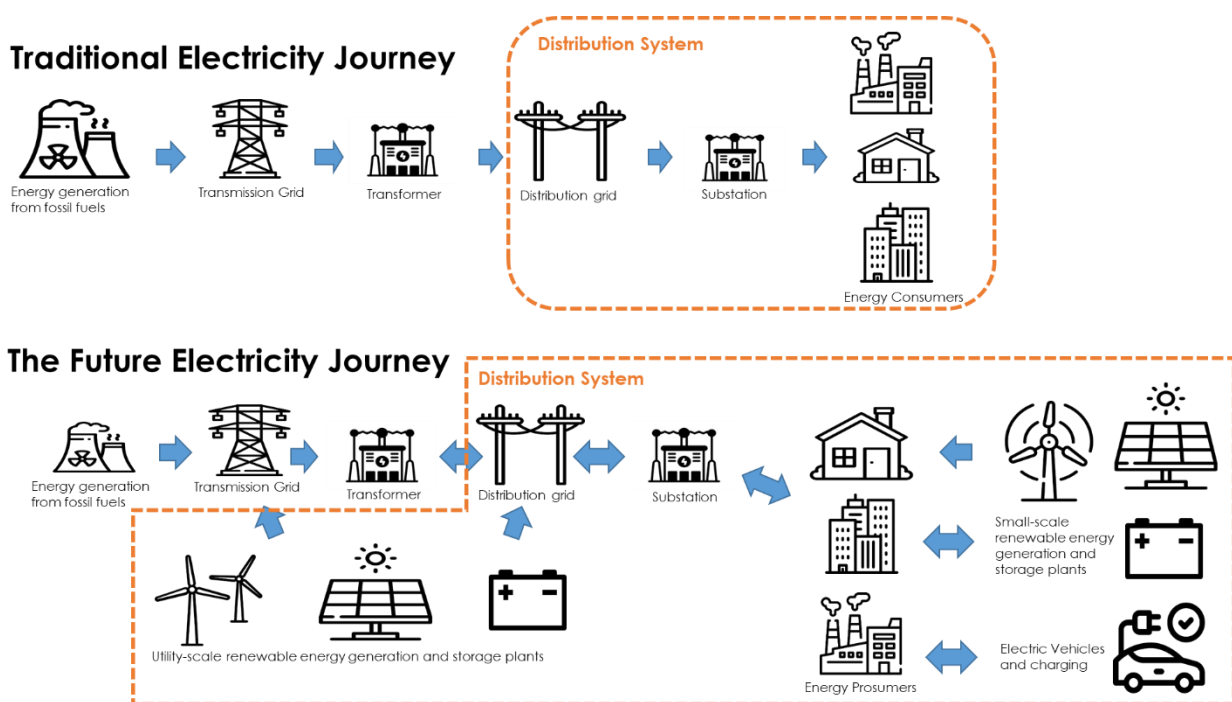 Traditional Electricity Journey
Distribution System
Energy generation
from fossil fuels
Transmission Grid
Transformer
Distribution grid
Substation
Energy Consumers
The Future Electricity Journey
Distribution System
Energy generation
from fossil fuels
Transmission Grid
Transformer
Distribution grid
Substation
Small-scale
renewable energy
generation and
storage plants
Utility-scale renewable energy generation and storage plants
Electric Vehicles
and charging
Energy Prosumers